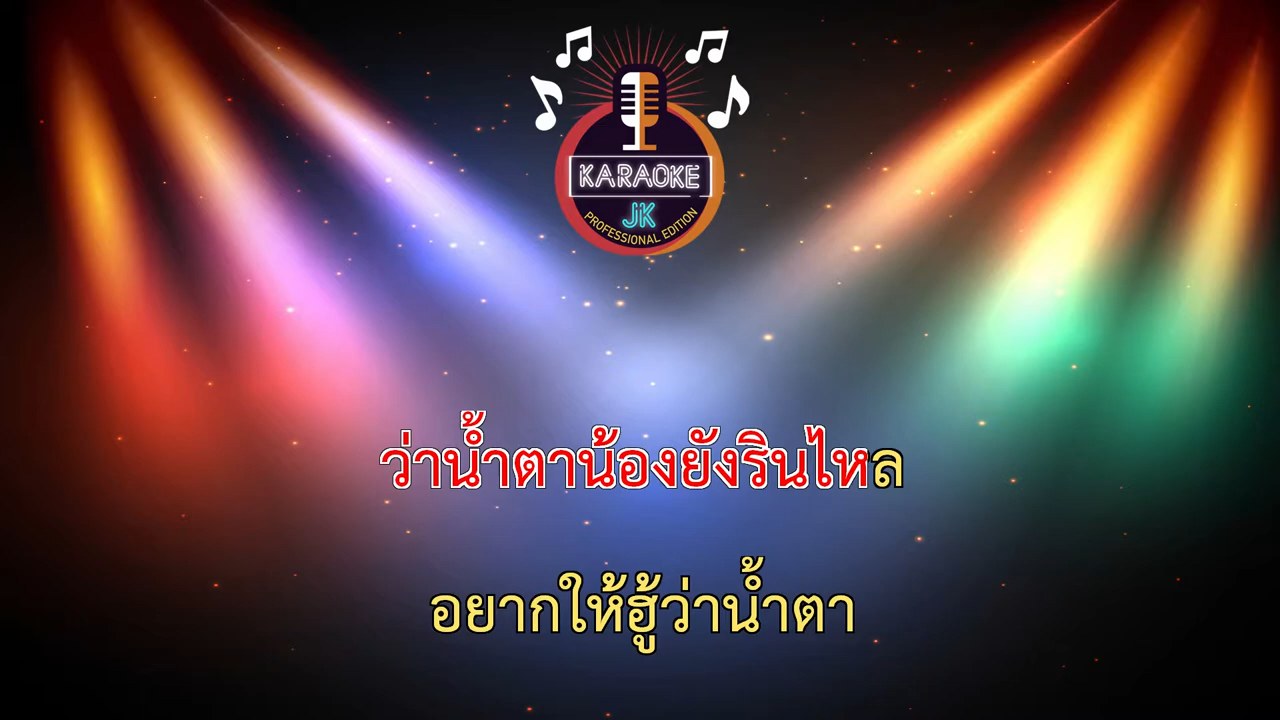 KARAOKE
JK
PROFESSIONAL EDITION
ว่าน้ำตาน้องยังรินไหล
อยากให้ฮู้ว่าน้ำตา